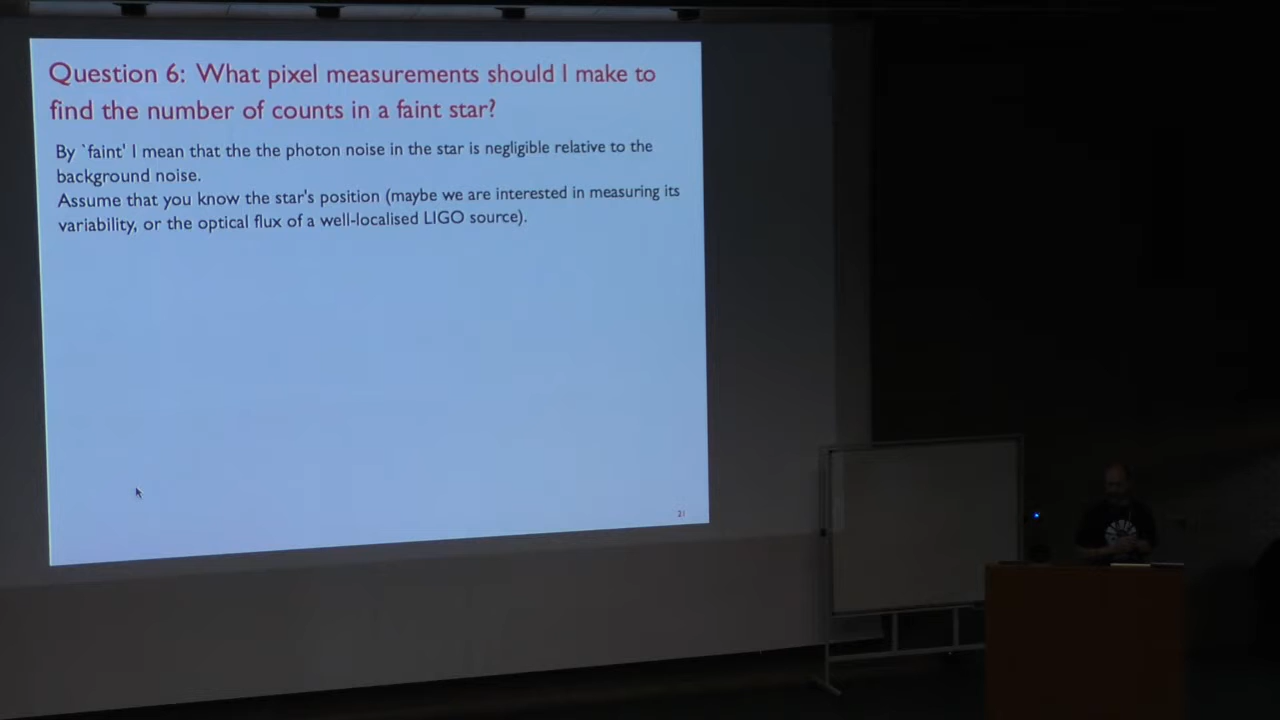 Question 6: What pixel measurements should I make to
find the number of counts in a faint star?
By `faint' I mean that the the photon noise in the star is negligible relative to the
background noise.
Assume that you know the star's position (maybe we are interested in measuring its
variability, or the optical flux of a well-localised LIGO source).
21